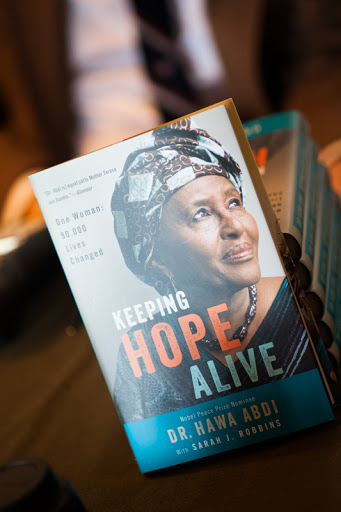 "Dr. Abdi is equal parts Mother Teresa
and Rambo." — Glamour
One Woman:
90,000
Lives
Changed
KEEPING
HOPE
ALIVE
Nobel Peace Prize Nominee
DR. HAWA ABDI
With SARAH J. ROBBINS